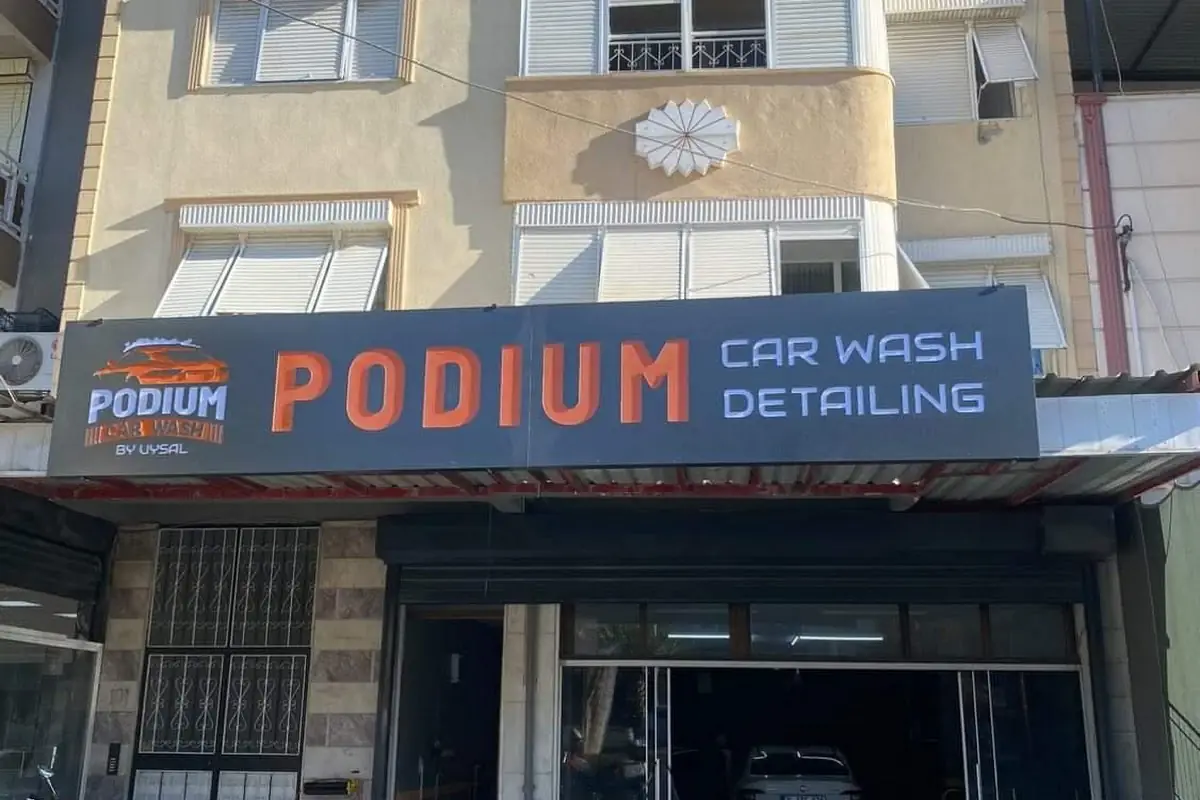 PODIUM
CAR WASH
BY UYSAL
PODIUM
CAR WASH
DETAILING